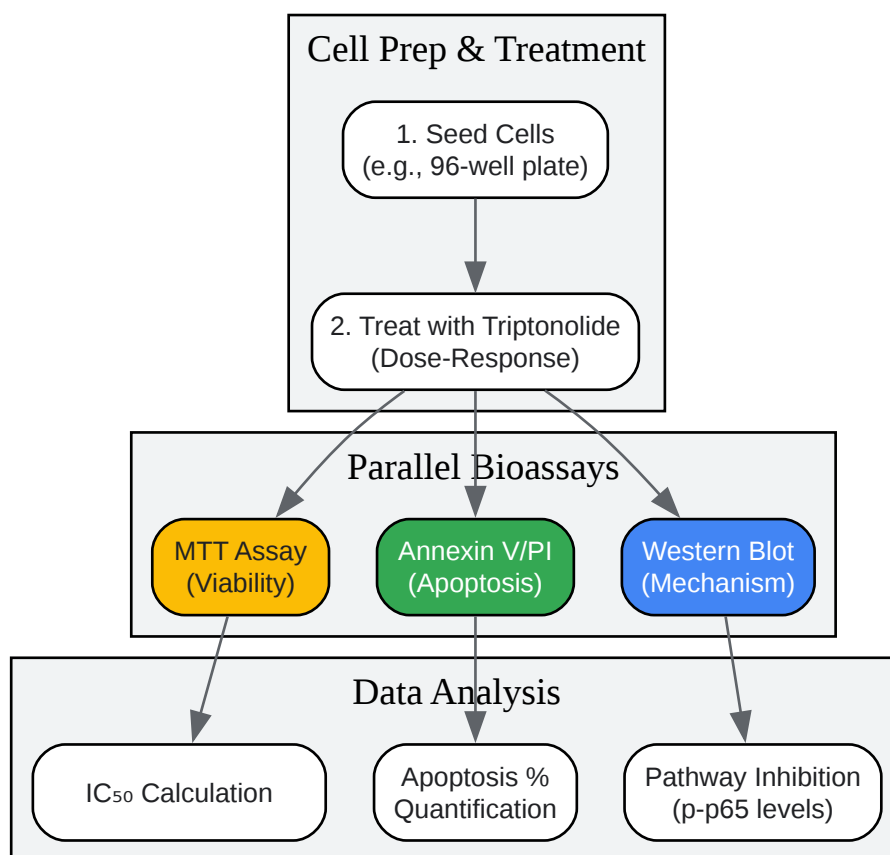 Cell Prep & Treatment
1. Seed Cells
(e.g., 96-well plate)
2. Treat with Triptonolide
(Dose-Response)
Parallel Bioassays
MTT Assay
(Viability)
Annexin V/PI
(Apoptosis)
Western Blot
(Mechanism)
Data Analysis
IC₅₀ Calculation
Apoptosis %
Quantification
Pathway Inhibition
(p-p65 levels)